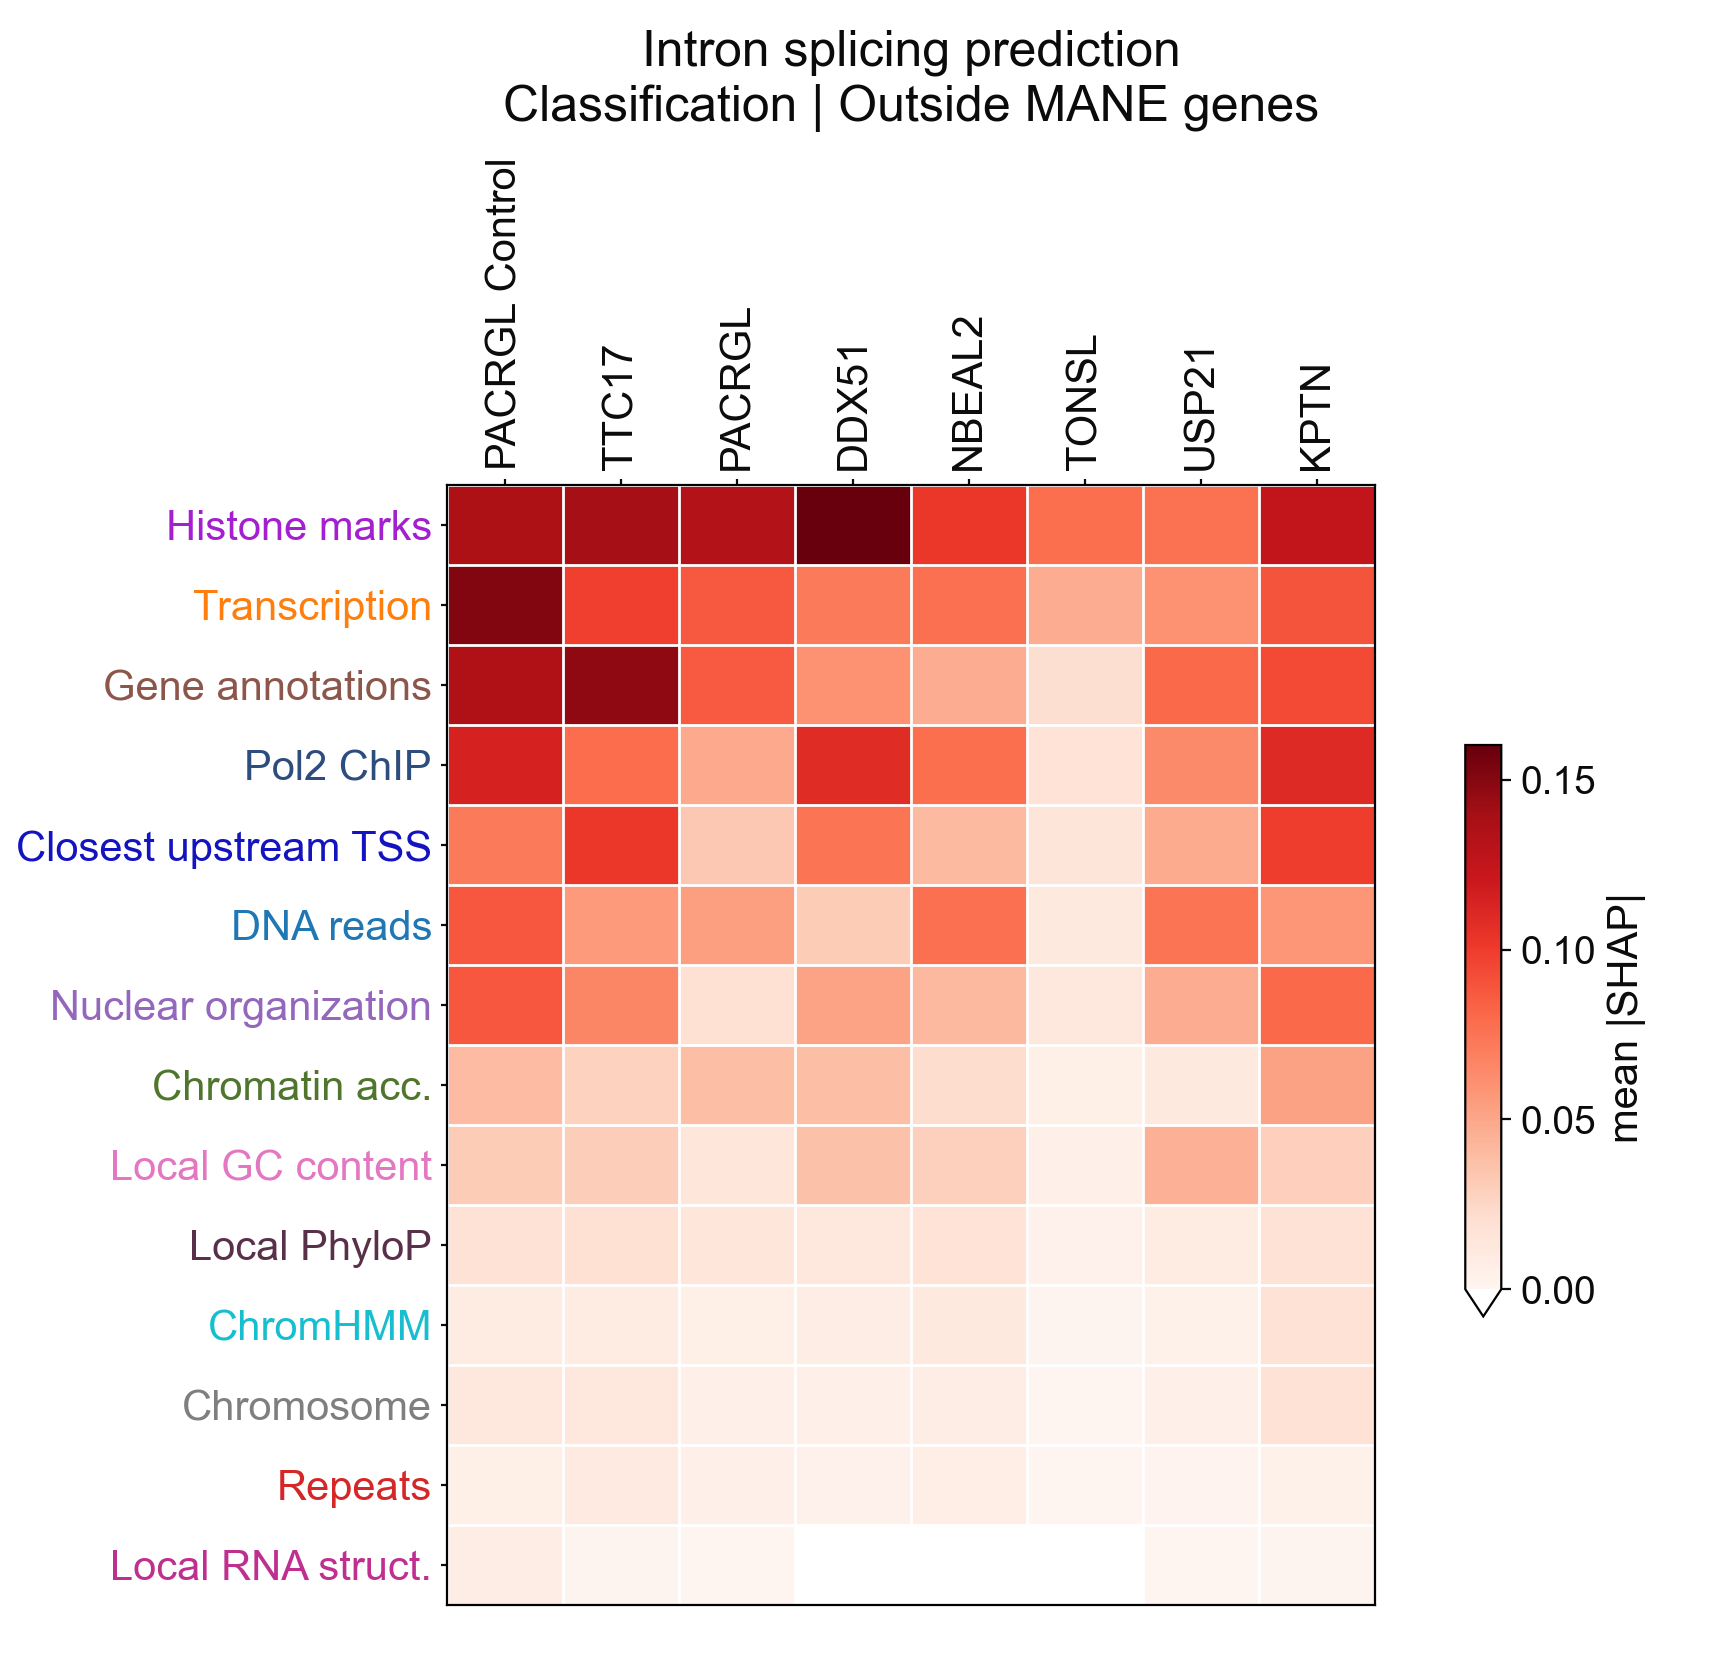 Intron splicing prediction
Classification | Outside MANE genes
PACRGL Control
TTC17
PACRGL
DDX51
NBEAL2
TONSL
USP21
KPTN
Histone marks
Transcription
Gene annotations
Pol2 ChIP
Closest upstream TSS
DNA reads
Nuclear organization
Chromatin acc.
Local GC content
Local PhyloP
ChromHMM
Chromosome
Repeats
Local RNA struct.
0.15
0.10
0.05
0.00
mean |SHAP|